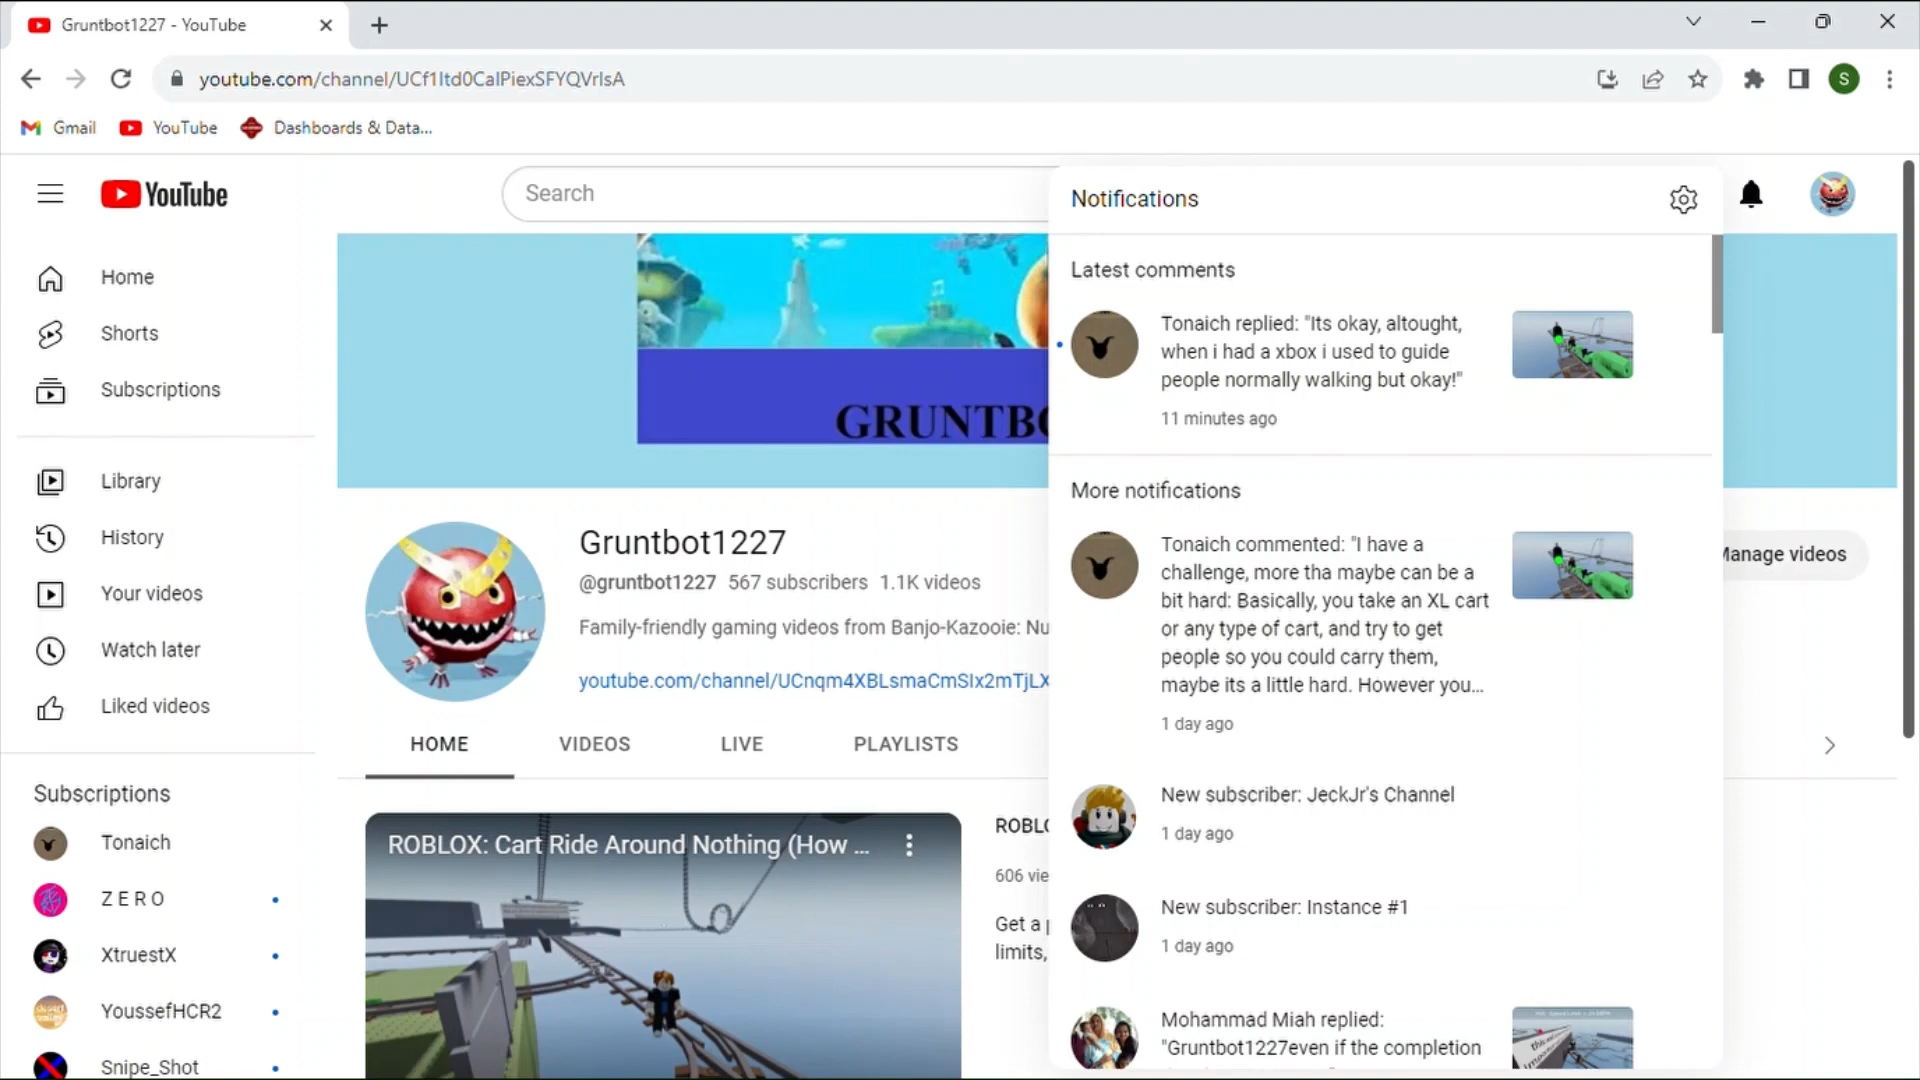 Gruntbot1227 - YouTube
youtube.com/channel/UCf1Itd0CaIPiexSFYQVrIsA
S
Gmail
YouTube
Dashboards & Data...
YouTube
Search
Notifications
Home
Shorts
Subscriptions
Library
History
Your videos
Watch later
Liked videos
Subscriptions
Tonaich
Z E R O
XtruestX
YoussefHCR2
Snipe_Shot
GRUNTBO
Gruntbot1227
@gruntbot1227 567 subscribers 1.1K videos
Family-friendly gaming videos from Banjo-Kazooie: Nu
youtube.com/channel/UCnqm4XBLsmaCmSIx2mTjLX
Manage videos
HOME
VIDEOS
LIVE
PLAYLISTS
ROBLOX: Cart Ride Around Nothing (How ...
ROBLO
606 vie
Get a p
limits,
Latest comments
Tonaich replied: "Its okay, altought,
when i had a xbox i used to guide
people normally walking but okay!"
11 minutes ago
More notifications
Tonaich commented: "I have a
challenge, more tha maybe can be a
bit hard: Basically, you take an XL cart
or any type of cart, and try to get
people so you could carry them,
maybe its a little hard. However you...
1 day ago
New subscriber: JeckJr's Channel
1 day ago
New subscriber: Instance #1
1 day ago
Mohammad Miah replied:
"Gruntbot1227even if the completion